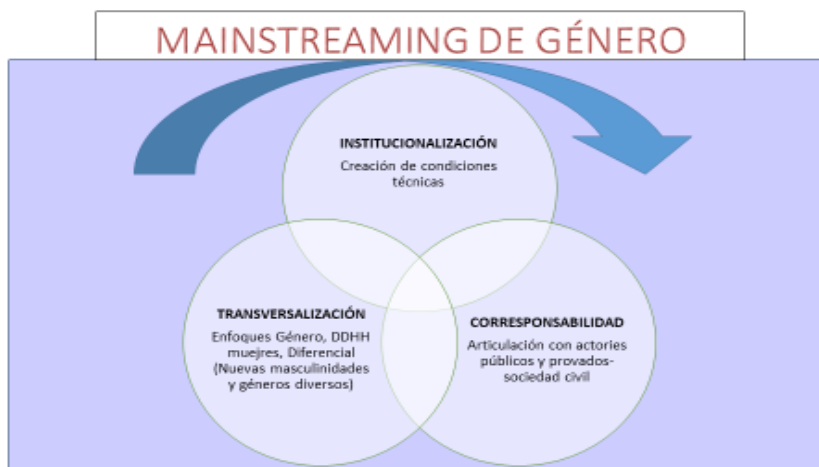 MAINSTREAMING DE GÉNERO
INSTITUCIONALIZACIÓN
Creación de condiciones
técnicas
TRANSVERSALIZACIÓN
Enfoques Género, DDHH
muejres, Diferencial
(Nuevas masculinidades
y géneros diversos)
CORRESPONSABILIDAD
Articulación con actories
públicos y provados-
sociedad civil